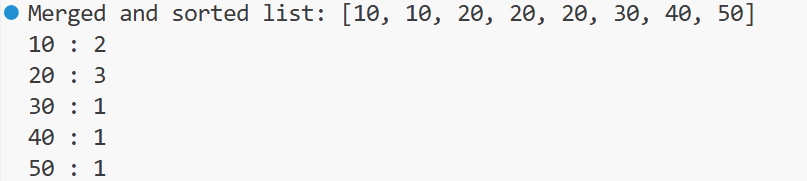 Merged and sorted list: [10, 10, 20, 20, 20, 30, 40, 50]
10 : 2
20 : 3
30 : 1
40 : 1
50 : 1